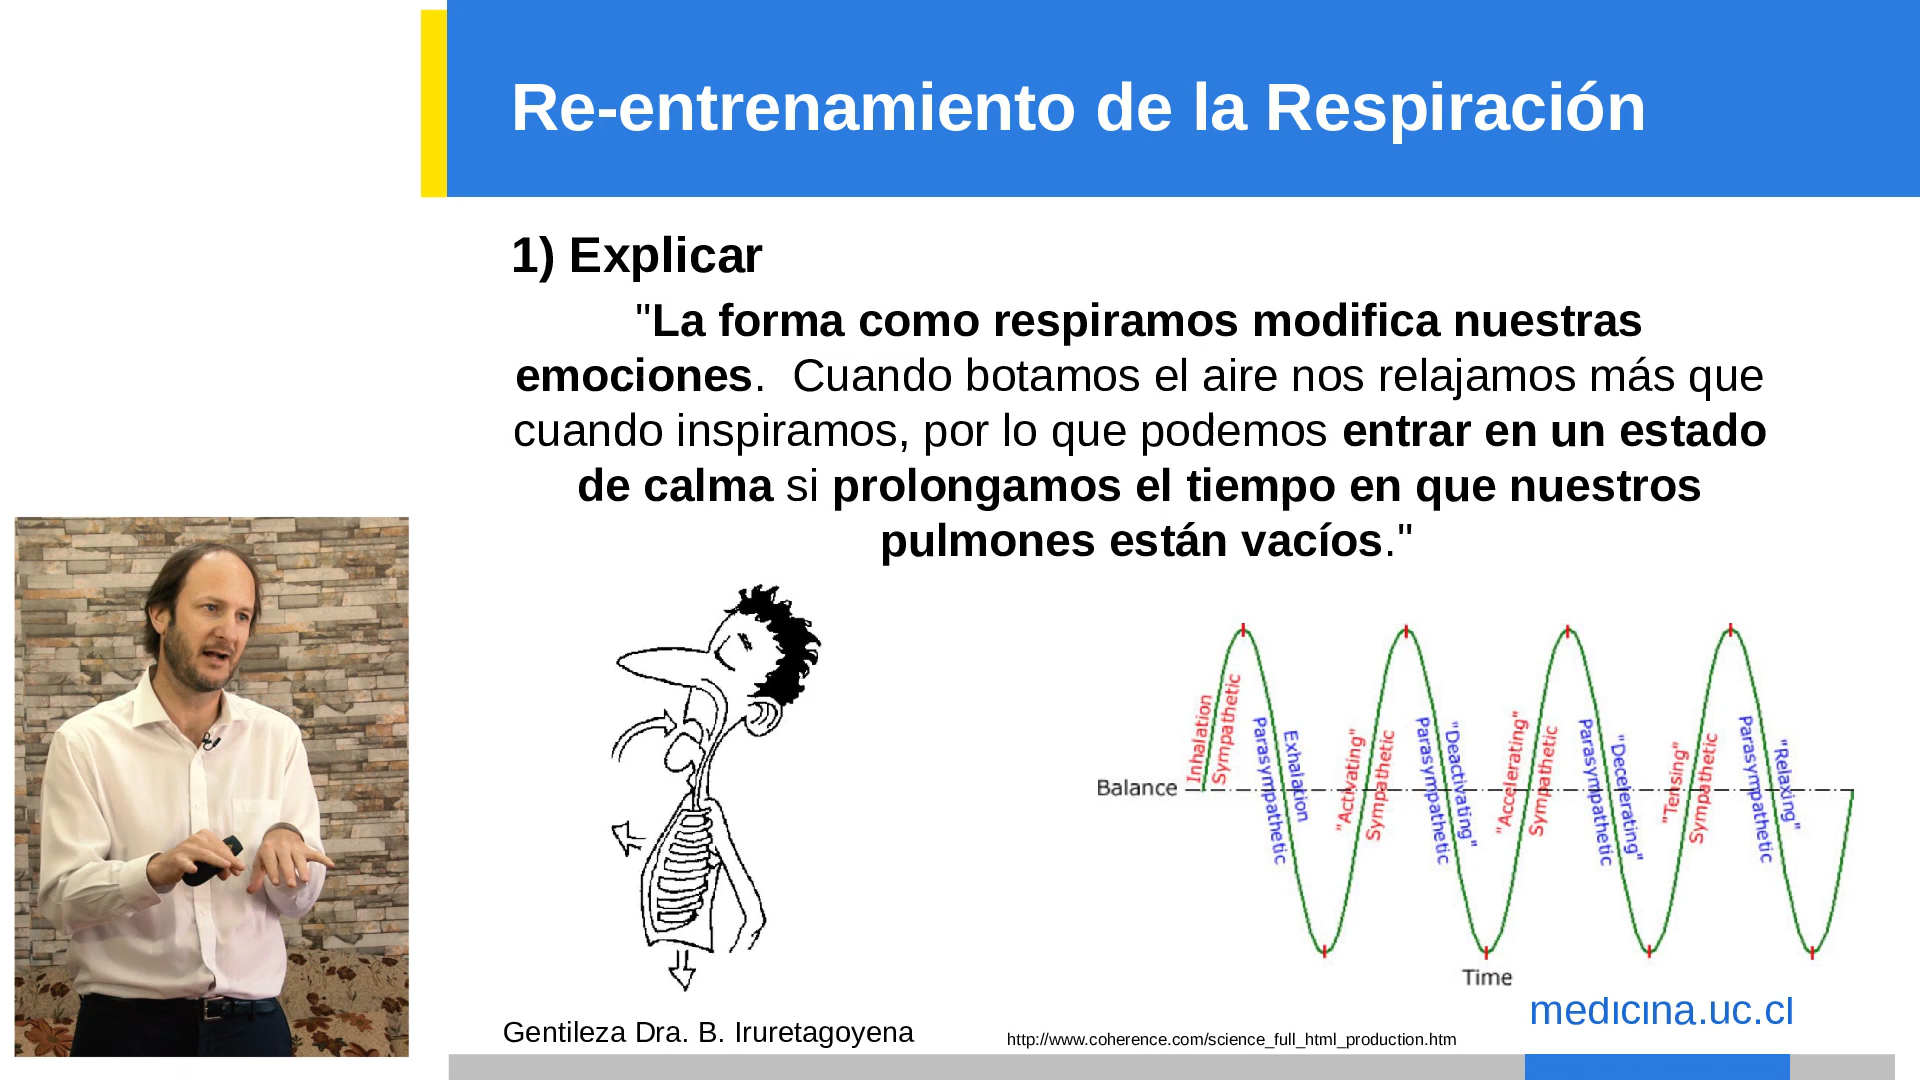 Re-entrenamiento de la Respiración
1) Explicar
"La forma como respiramos modifica nuestras
emociones.  Cuando botamos el aire nos relajamos más que
cuando inspiramos, por lo que podemos entrar en un estado
de calma si prolongamos el tiempo en que nuestros
pulmones están vacíos."
Balance
Inhalation
Sympathetic
Exhalation
Parasympathetic
"Activating"
Sympathetic
"Deactivating"
Parasympathetic
"Accelerating"
Sympathetic
"Decelerating"
Parasympathetic
"Tensing"
Sympathetic
"Relaxing"
Parasympathetic
Time
medicina.uc.cl
Gentileza Dra. B. Iruretagoyena
http://www.coherence.com/science_full_html_production.htm